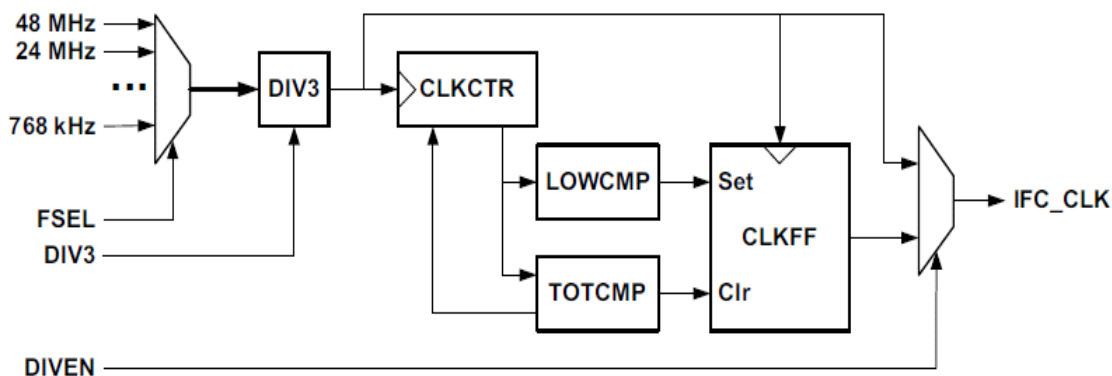 48 MHz
24 MHz
...
768 kHz
DIV3
CLKCTR
LOWCMP
Set
IFC_CLK
FSEL
CLKFF
DIV3
TOTCMP
Clr
DIVEN